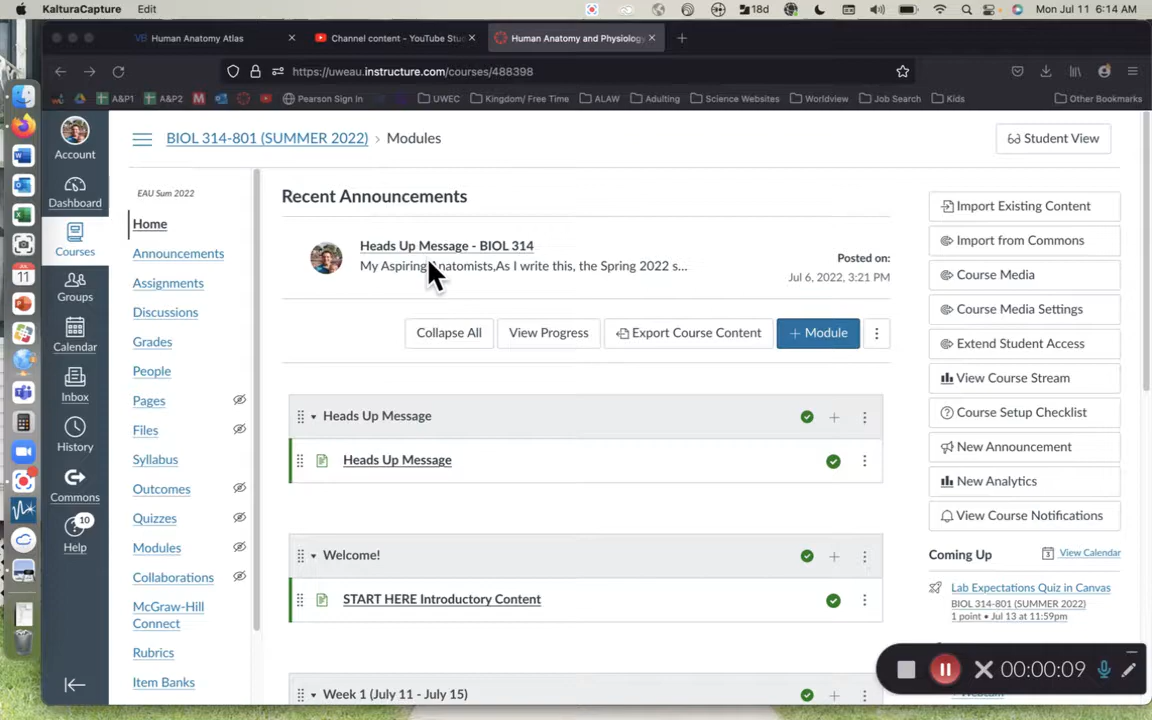 KalturaCapture Edit
18d
Mon Jul 11 6:14 AM
Human Anatomy Atlas
Channel content - YouTube Stu
Human Anatomy and Physiology
https://uweau.instructure.com/courses/488398
A&P1
A&P2
Pearson Sign In
UWEC
Kingdom/ Free Time
ALAW
Adulting
Science Websites
Worldview
Job Search
Kids
Other Bookmarks
11
Account
Dashboard
Courses
Groups
Calendar
Inbox
History
Commons
10
Help
BIOL 314-801 (SUMMER 2022) › Modules
Student View
EAU Sum 2022
Home
Announcements
Assignments
Discussions
Grades
People
Pages
Files
Syllabus
Outcomes
Quizzes
Modules
Collaborations
McGraw-Hill
Connect
Rubrics
Item Banks
Recent Announcements
Heads Up Message - BIOL 314
My Aspiring Anatomists,As I write this, the Spring 2022 s...
Posted on:
Jul 6, 2022, 3:21 PM
Collapse All
View Progress
Export Course Content
+ Module
Heads Up Message
Heads Up Message
Welcome!
START HERE Introductory Content
Week 1 (July 11 - July 15)
Import Existing Content
Import from Commons
Course Media
Course Media Settings
Extend Student Access
View Course Stream
Course Setup Checklist
New Announcement
New Analytics
View Course Notifications
Coming Up
View Calendar
Lab Expectations Quiz in Canvas
BIOL 314-801 (SUMMER 2022)
1 point • Jul 13 at 11:59pm
00:00:09